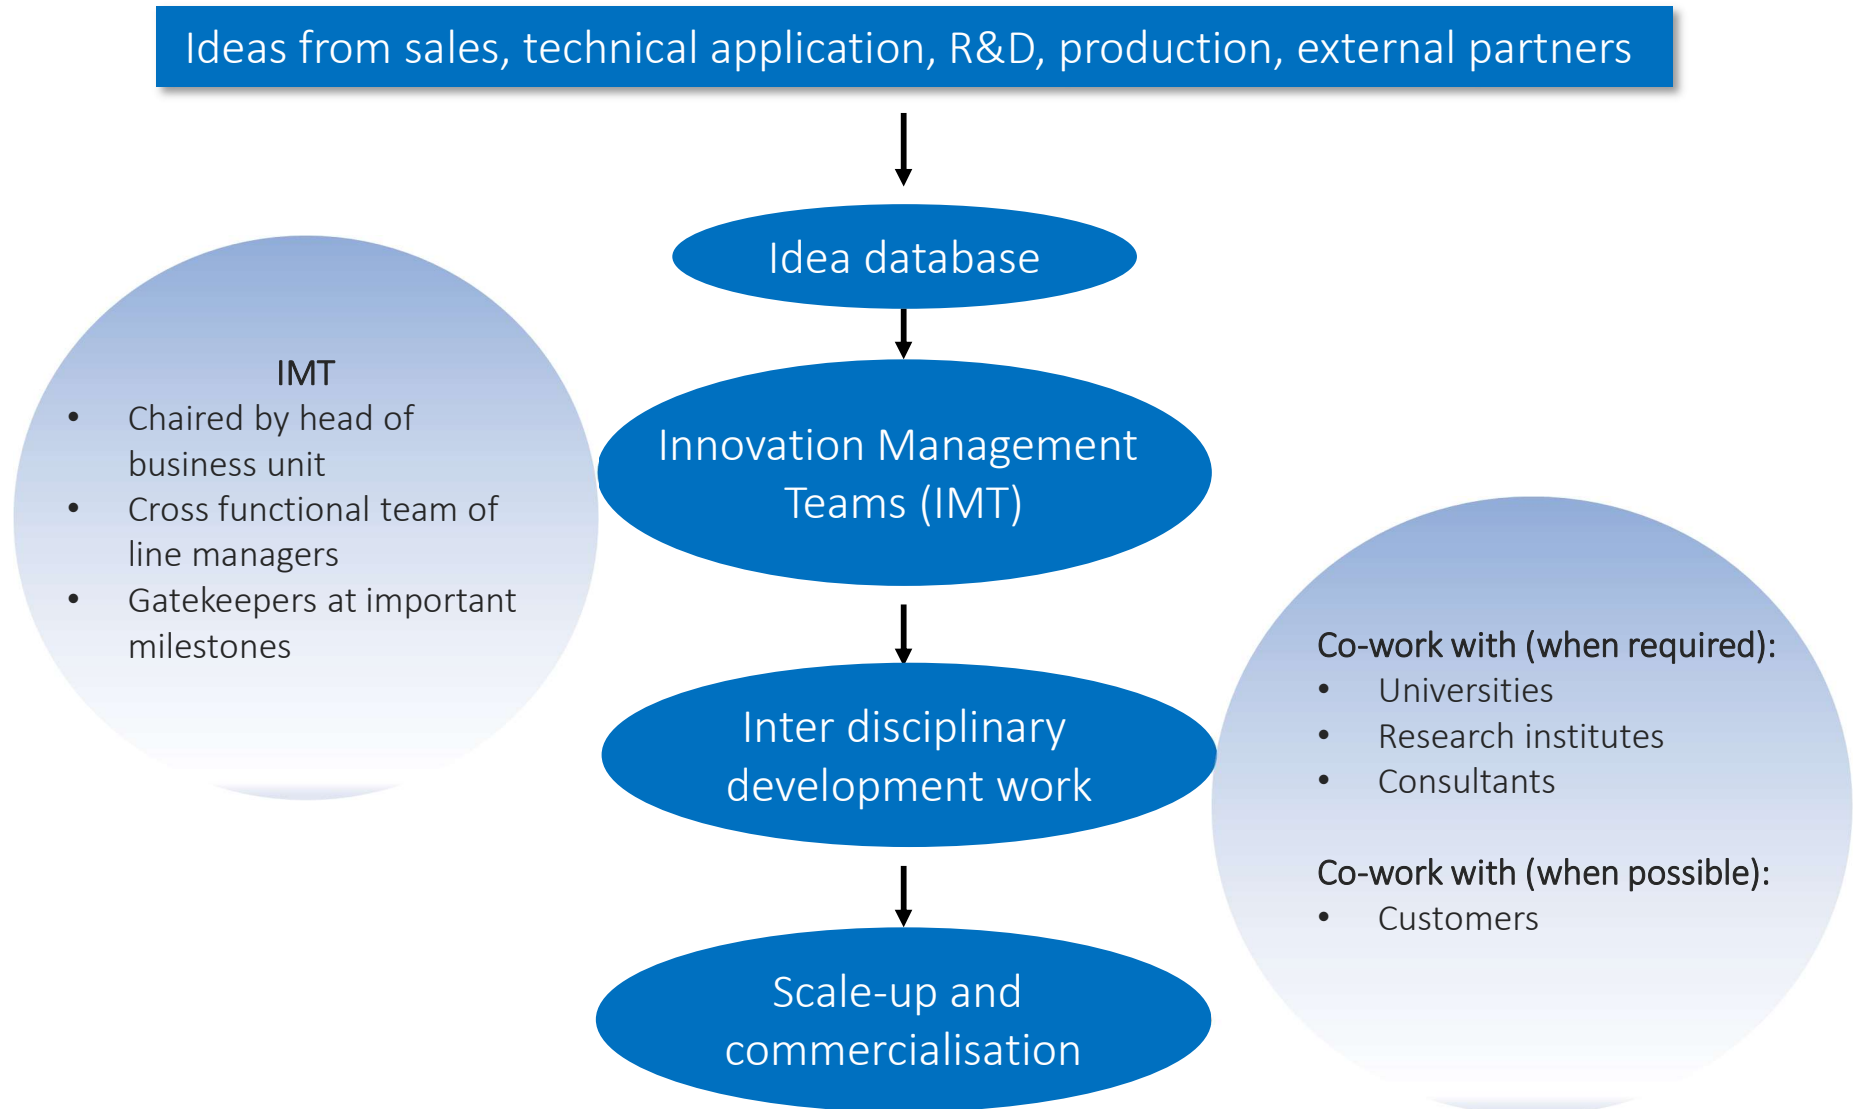 Ideas from sales, technical application, R&D, production, external partners
Idea database
IMT
• Chaired by head of
business unit
• Cross functional team of
line managers
• Gatekeepers at important
milestones
Innovation Management
Teams (IMT)
Inter disciplinary
development work
Co-work with (when required):
• Universities
• Research institutes
• Consultants
Co-work with (when possible):
• Customers
Scale-up and
commercialisation